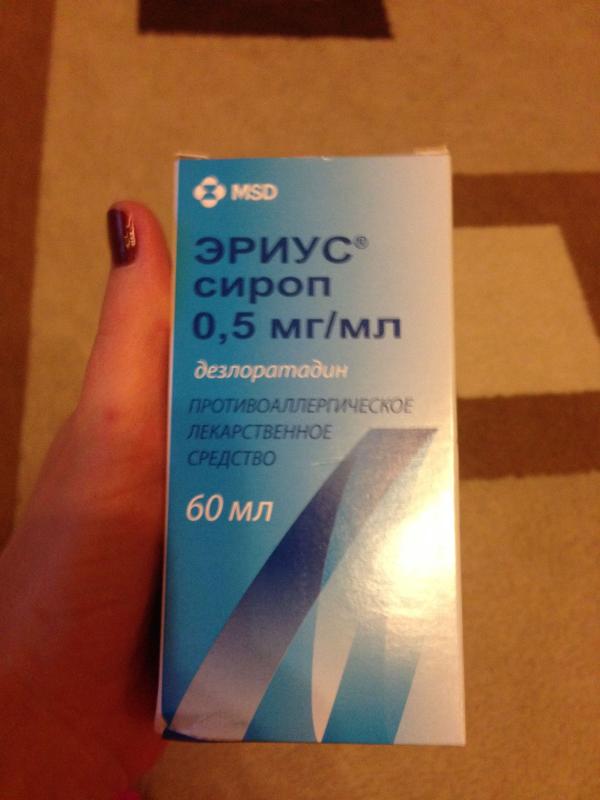 MSD
ЭРИУС®
сироп
0,5 мг/мл
дезлоратадин
ПРОТИВОАЛЛЕРГИЧЕСКОЕ
ЛЕКАРСТВЕННОЕ
СРЕДСТВО
60 мл